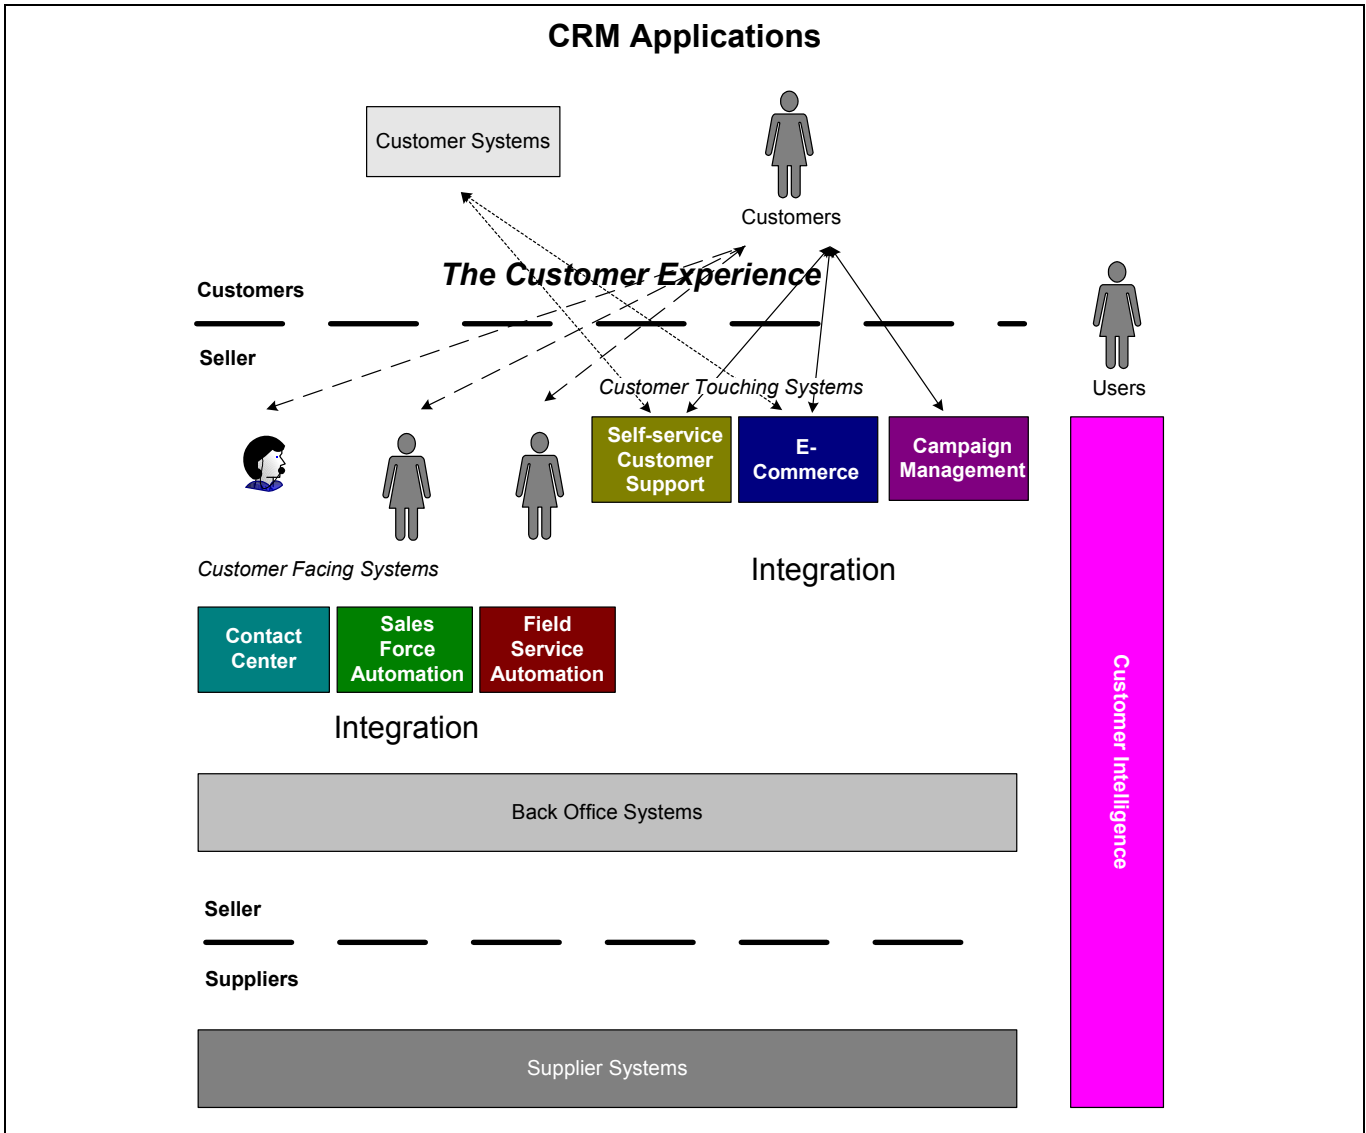 CRM Applications
Customer Systems
Customers
The Customer Experience
Customers
Seller
Users
Customer Touching Systems
Self-service
Customer
Support
E-
Commerce
Campaign
Management
Customer Facing Systems
Integration
Contact
Center
Sales
Force
Automation
Field
Service
Automation
Integration
Customer Intelligence
Back Office Systems
Seller
Suppliers
Supplier Systems